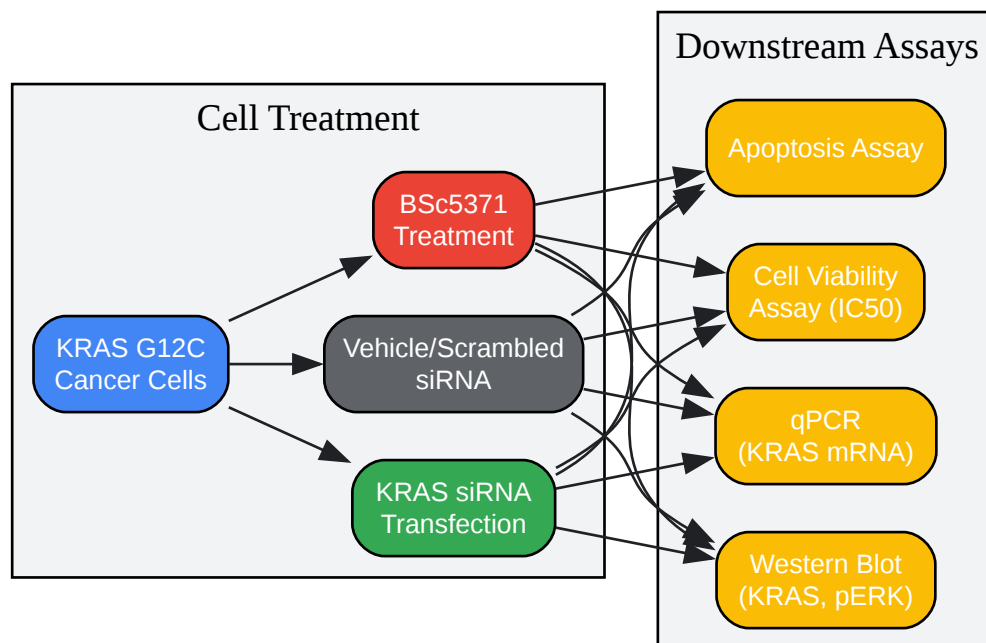 Downstream Assays
Cell Treatment
Apoptosis Assay
BSc5371
Treatment
Cell Viability
Assay (IC50)
KRAS G12C
Cancer Cells
Vehicle/Scrambled
siRNA
qPCR
(KRAS mRNA)
KRAS siRNA
Transfection
Western Blot
(KRAS, pERK)